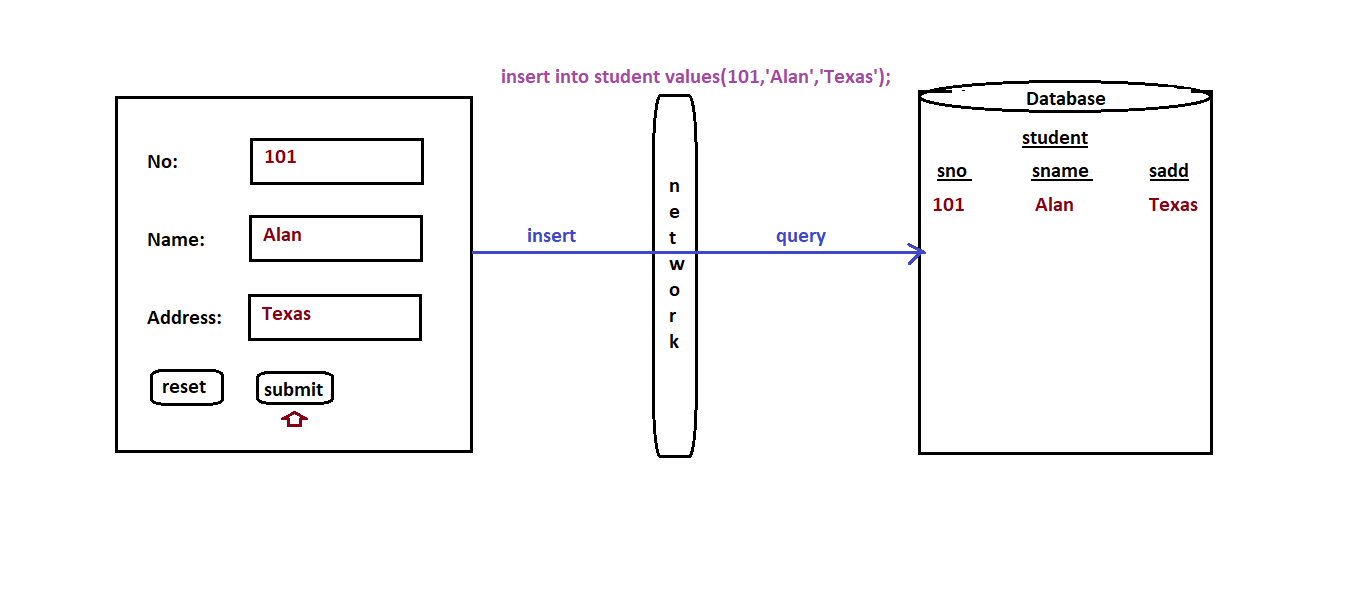 insert into student values(101,'Alan','Texas');
No:
101
Name:
Alan
Address:
Texas
reset
submit
insert
n
e
t
w
o
r
k
query
Database
student
sno sname sadd
101 Alan Texas